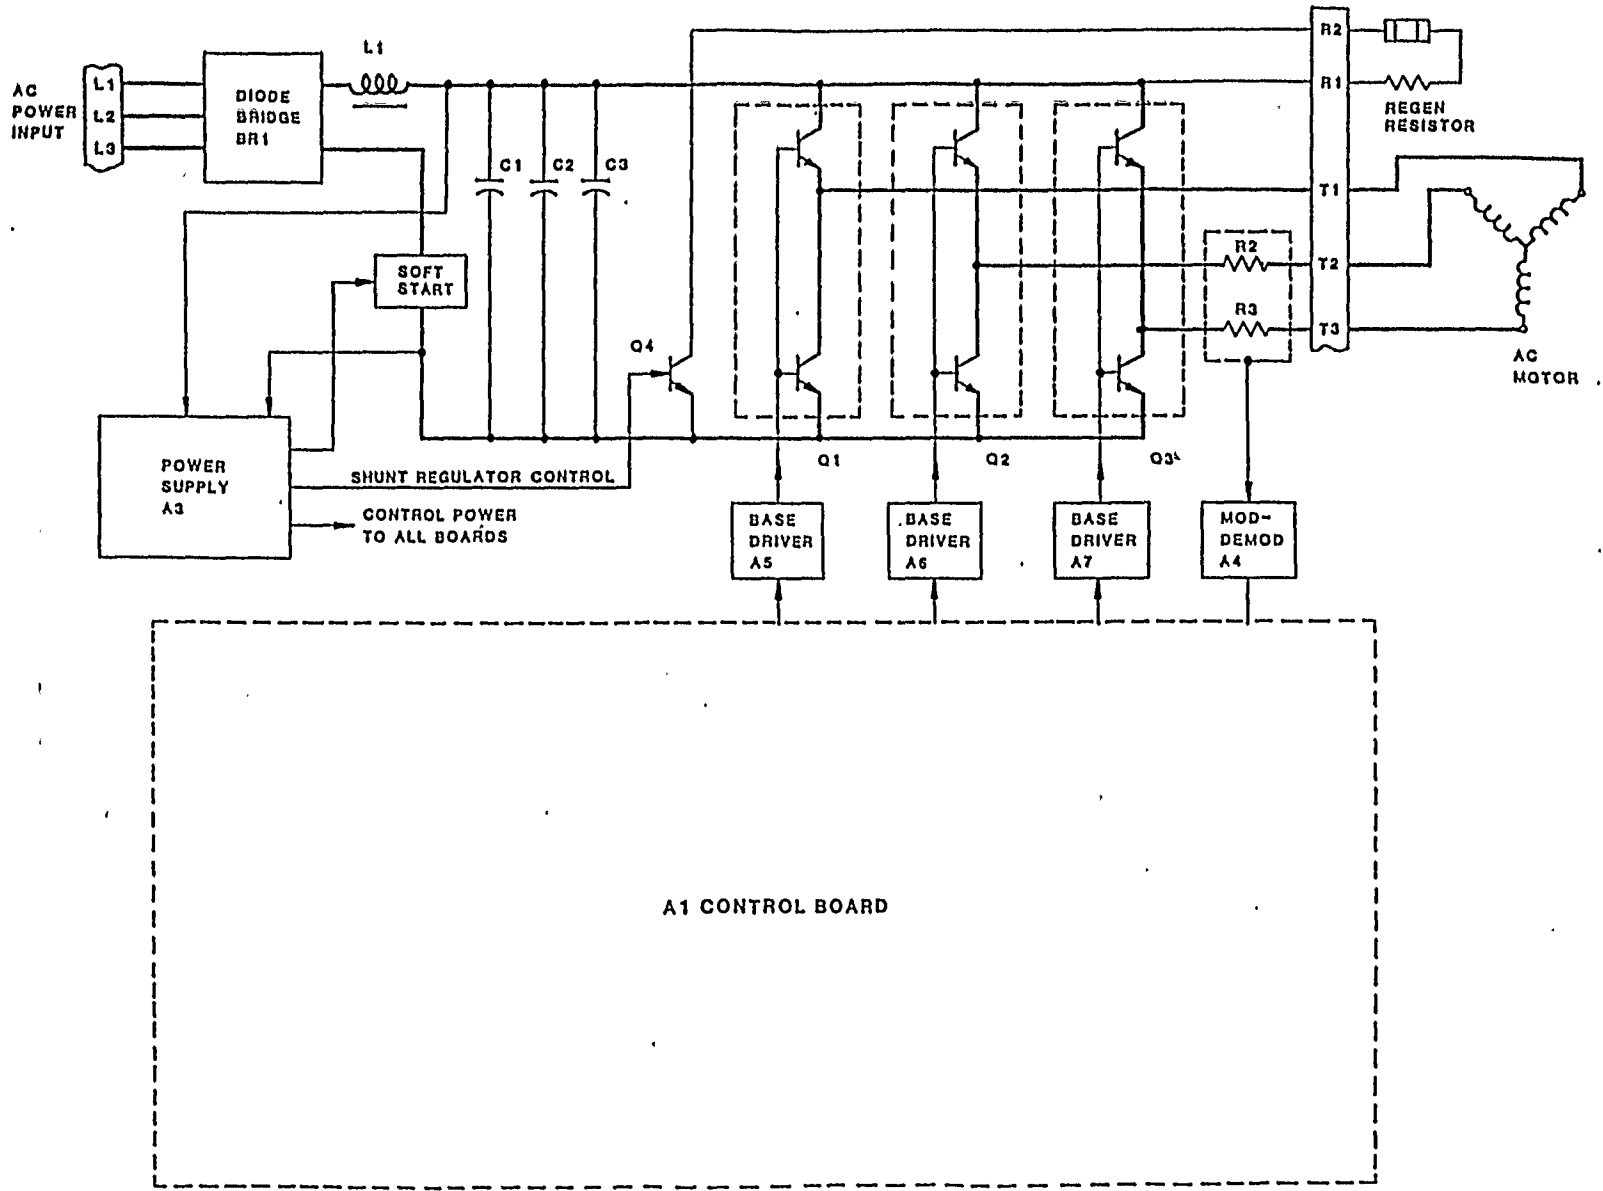 L1
R2
AC
POWER
INPUT
L1
L2
L3
DIODE
BRIDGE
BR1
R1
REGEN
RESISTOR
C1
C2
C3
T1
SOFT
START
R2
T2
R3
T3
Q4
AC
MOTOR
POWER
SUPPLY
A3
SHUNT REGULATOR CONTROL
CONTROL POWER
TO ALL BOARDS
Q1
Q2
Q3
BASE
DRIVER
A5
BASE
DRIVER
A6
BASE
DRIVER
A7
MOD-
DEMOD
A4
A1 CONTROL BOARD